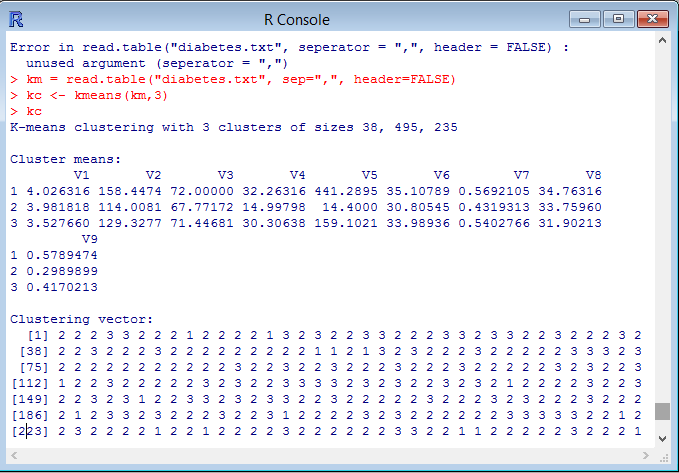 R Console
Error in read.table("diabetes.txt", seperator = ",", header = FALSE) :
unused argument (seperator = ",")
> km = read.table("diabetes.txt", sep=",", header=FALSE)
> kc <- kmeans(km,3)
> kc
K-means clustering with 3 clusters of sizes 38, 495, 235
Cluster means:
V1 V2 V3 V4 V5 V6 V7 V8
1 4.026316 158.4474 72.00000 32.26316 441.2895 35.10789 0.5692105 34.76316
2 3.981818 114.0081 67.77172 14.99798 14.4000 30.80545 0.4319313 33.75960
3 3.527660 129.3277 71.44681 30.30638 159.1021 33.98936 0.5402766 31.90213
V9
1 0.5789474
2 0.2989899
3 0.4170213
Clustering vector:
[1] 2 2 2 3 3 2 2 2 1 2 2 2 2 1 3 2 3 2 2 3 3 2 2 2 3 3 2 3 3 2 2 3 2 2 2 3 2
[38] 2 2 3 2 2 2 3 2 2 2 2 2 2 2 2 2 1 1 2 1 3 2 3 2 2 2 3 2 2 2 2 2 3 3 3 2 3
[75] 2 2 2 2 2 2 2 2 2 2 2 3 2 2 3 2 2 3 2 2 3 2 2 3 2 2 2 2 2 3 2 3 2 2 2 3
[112] 1 2 2 3 2 2 2 2 2 3 2 3 2 2 3 3 3 3 2 3 2 2 2 3 2 2 3 2 1 2 2 2 2 3 2 2 3
[149] 2 2 3 2 3 1 2 2 3 3 2 3 2 3 2 2 3 2 3 2 2 2 3 2 2 2 3 2 2 3 2 2 2 2 2 3 2
[186] 2 1 2 3 3 2 3 2 2 2 3 2 2 3 1 2 2 2 2 3 2 3 2 2 2 2 2 2 3 3 3 3 3 2 2 1 2
[223] 2 3 2 2 2 2 1 2 2 1 2 2 2 2 3 2 2 2 2 2 2 3 3 2 2 1 1 2 2 2 2 2 3 2 2 2 1